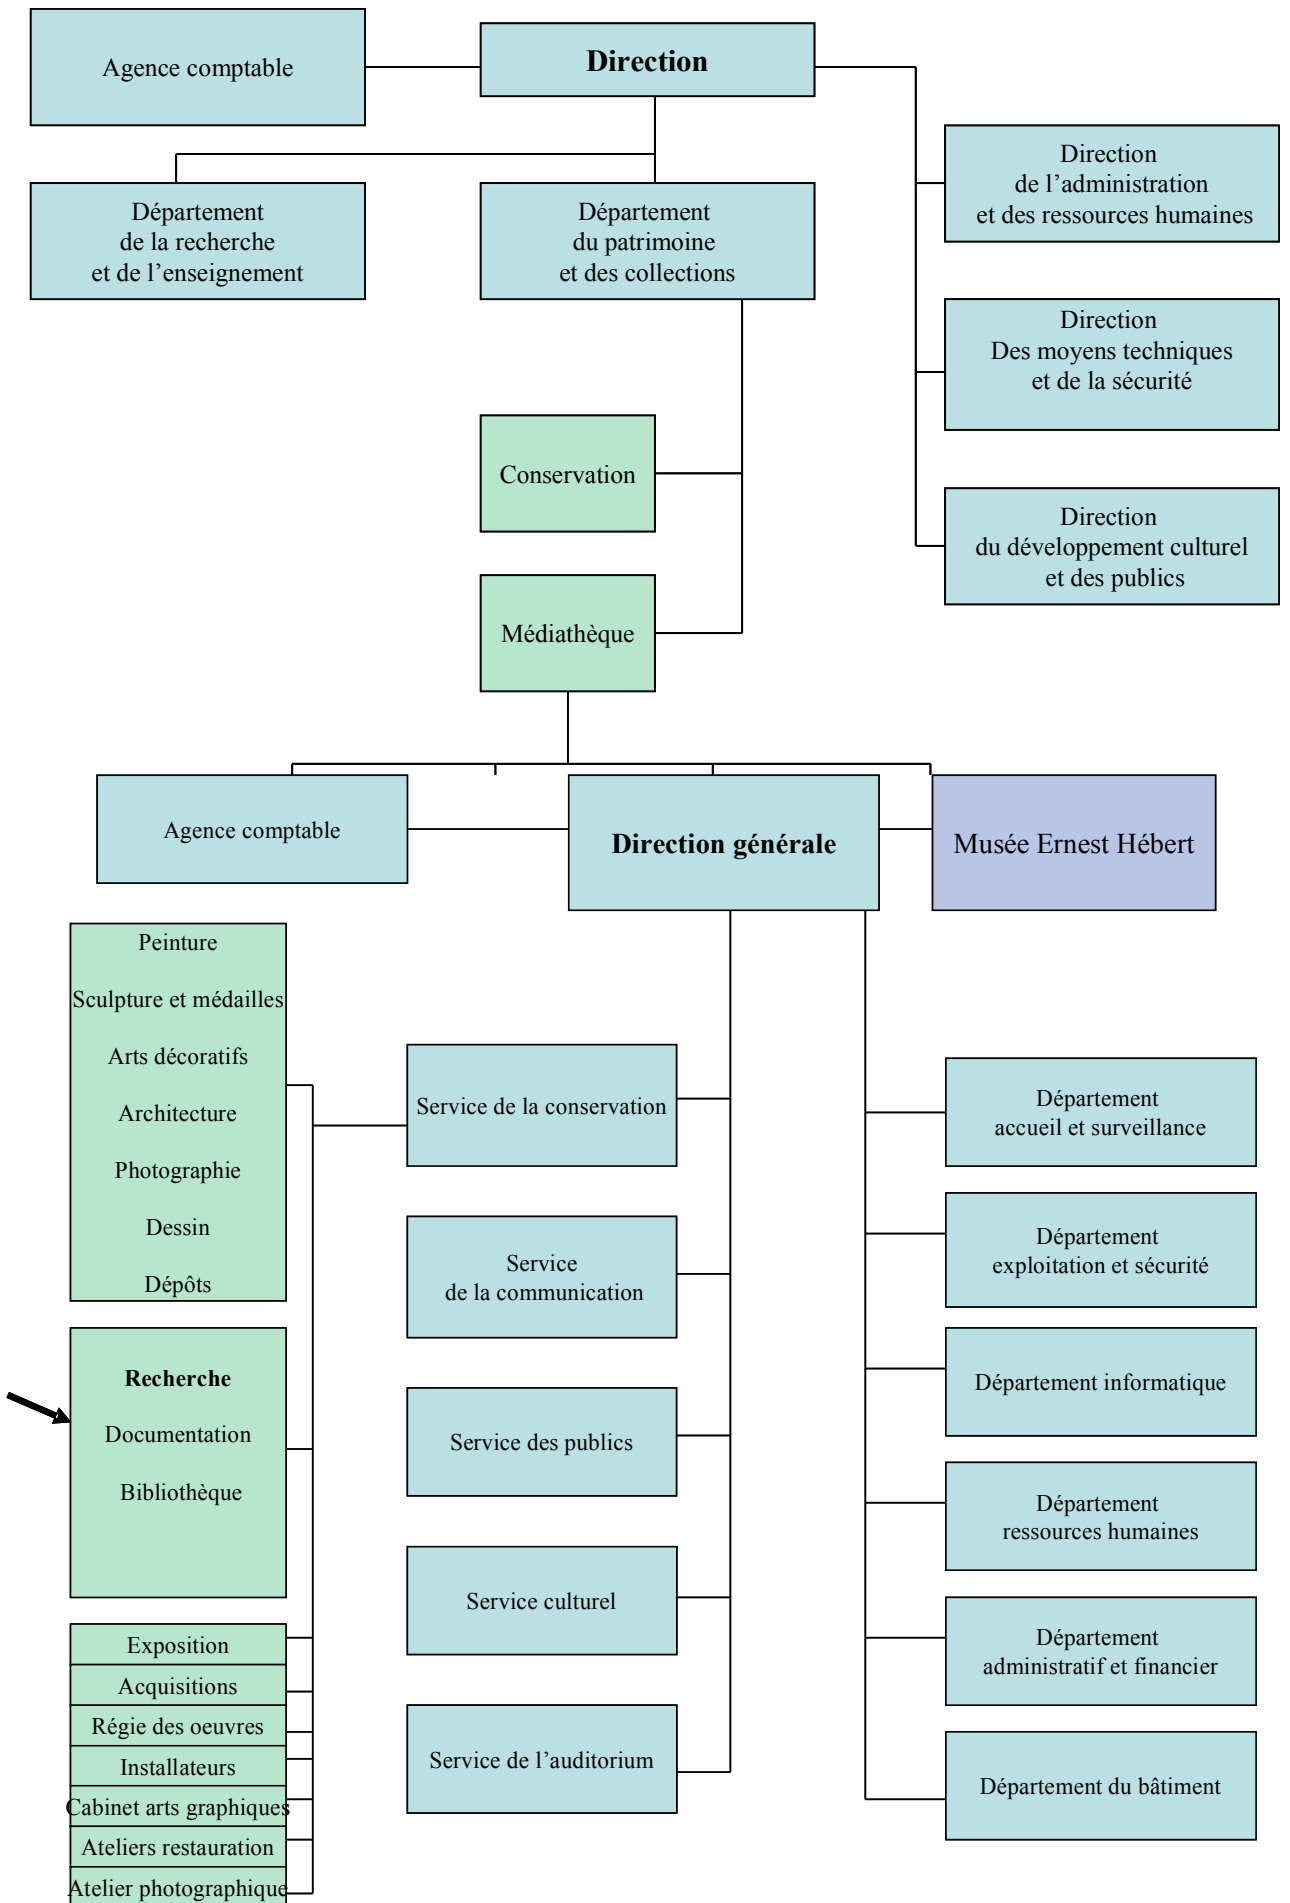 Agence comptable
Direction
Direction
de l’administration
et des ressources humaines
Département
de la recherche
et de l’enseignement
Département
du patrimoine
et des collections
Direction
Des moyens techniques
et de la sécurité
Conservation
Direction
du développement culturel
et des publics
Médiathèque
Agence comptable
Direction générale
Musée Ernest Hébert
Peinture
Sculpture et médailles
Arts décoratifs
Architecture
Photographie
Dessin
Dépôts
Service de la conservation
Département
accueil et surveillance
Service
de la communication
Département
exploitation et sécurité
Recherche
Documentation
Bibliothèque
Service des publics
Département informatique
Département
ressources humaines
Service culturel
Département
administratif et financier
Exposition
Acquisitions
Régie des oeuvres
Installateurs
Cabinet arts graphiques
Ateliers restauration
Atelier photographique
Service de l’auditorium
Département du bâtiment